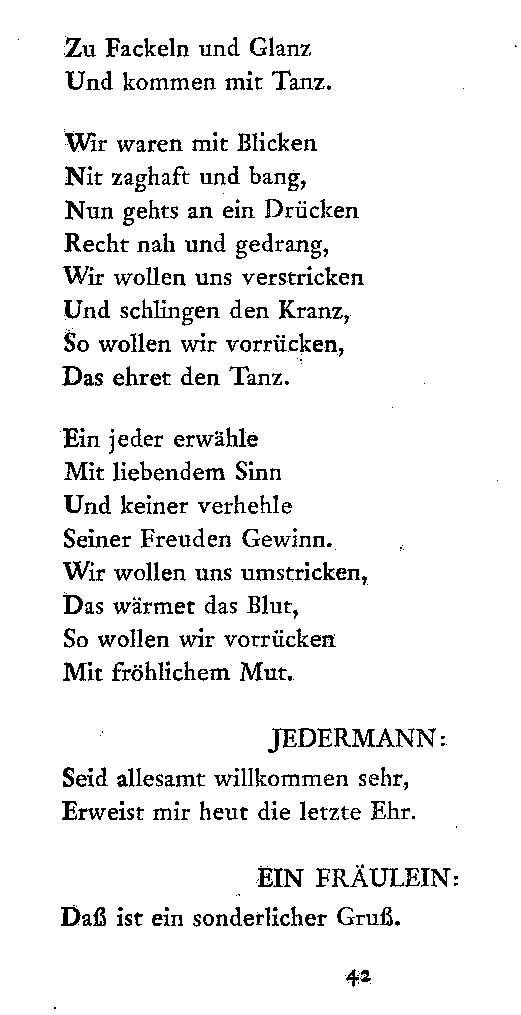 Zu Fackeln und Glanz
Und kommen mit Tanz.

Wir waren mit Blicken
Nit zaghaft und bang,
Nun gehts an ein Drücken
Recht nah und gedrang,
Wir wollen uns verstricken
Und schlingen den Kranz,
So wollen wir vorrücken,
Das ehret den Tanz.

Ein jeder erwähle
Mit liebendem Sinn
Und keiner verhehle
Seiner Freuden Gewinn.
Wir wollen uns umstricken,
Das wärmet das Blut,
So wollen wir vorrücken
Mit fröhlichem Mut.

JEDERMANN:
Seid allesamt willkommen sehr,
Erweist mir heut die letzte Ehr.

EIN FRÄULEIN:
Daß ist ein sonderlicher Gruß.

42